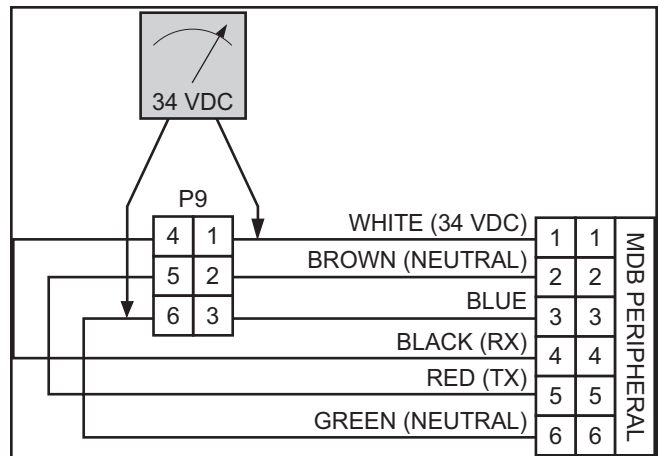 34 VDC
P9
4 1
5 2
6 3
WHITE (34 VDC)
BROWN (NEUTRAL)
BLUE
BLACK (RX)
RED (TX)
GREEN (NEUTRAL)
1 1
2 2
3 3
4 4
5 5
6 6
MDB PERIPHERAL